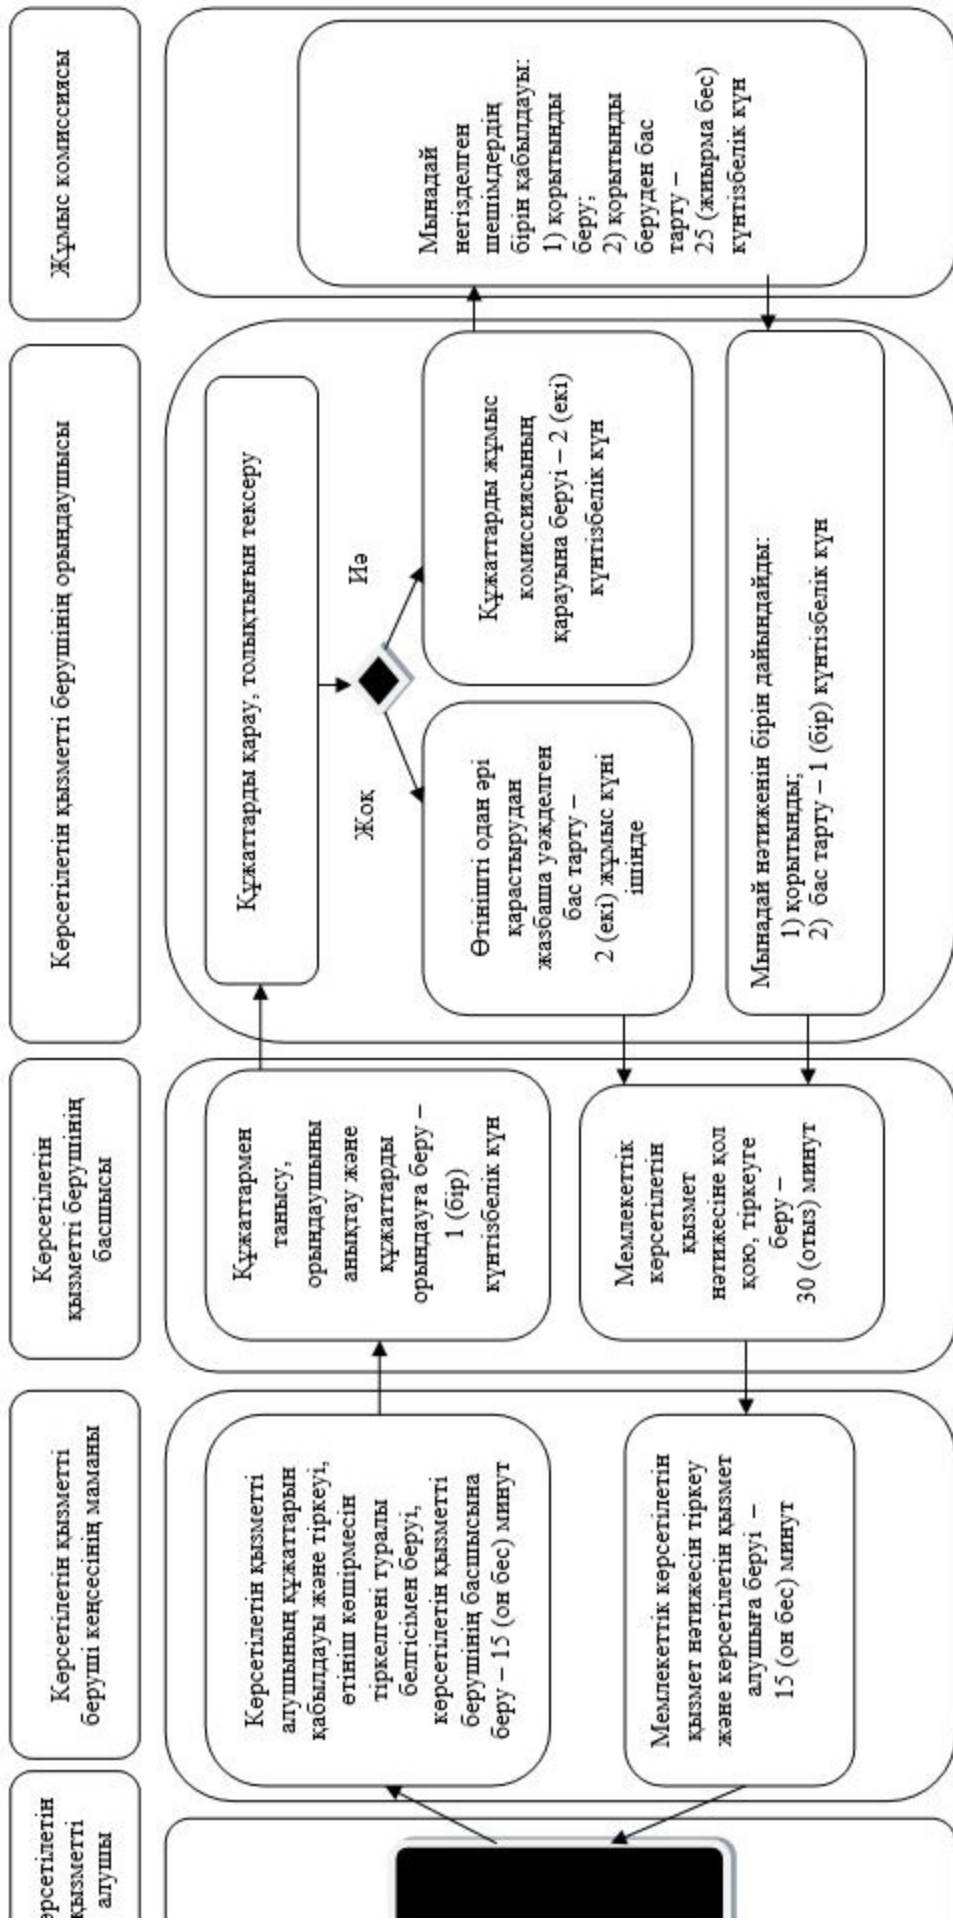 көрсетілетін
қызметті
алушы
Көрсетілетін қызметті
беруші кеңсесінің маманы
Көрсетілетін
қызметті берушінің
басшысы
Көрсетілетін қызметті берушінің орындаушысы
Жұмыс комиссиясы
Көрсетілетін қызметті
алушының құжаттарын
қабылдауы және тіркеуі,
өтініш көшірмесін
тіркелгені туралы
белгісімен беруі,
көрсетілетін қызметті
берушінің басшысына
беру – 15 (он бес) минут
Құжаттармен
танысу,
орындаушыны
анықтау және
құжаттарды
орындауға беру –
1 (бір)
күнтізбелік күн
Құжаттарды қарау, толықтығын тексеру
Жоқ
Иә
Өтінішті одан әрі
қарастырудан
жазбаша уәжделген
бас тарту –
2 (екі) жұмыс күні
ішінде
Құжаттарды жұмыс
комиссиясының
қарауына беруі – 2 (екі)
күнтізбелік күн
Мынадай
негізделген
шешімдердің
бірін қабылдауы:
1) қорытынды
беру;
2) қорытынды
беруден бас
тарту –
25 (жиырма бес)
күнтізбелік күн
Мынадай нәтиженін бірін дайындайды:
1) қорытынды;
2) бас тарту – 1 (бір) күнтізбелік күн
Мемлекеттік
көрсетілетін
қызмет
нәтижесіне қол
қою, тіркеуге
беру –
30 (отыз) минут
Мемлекеттік көрсетілетін
қызмет нәтижесін тіркеу
және көрсетілетін қызмет
алушыға беруі –
15 (он бес) минут